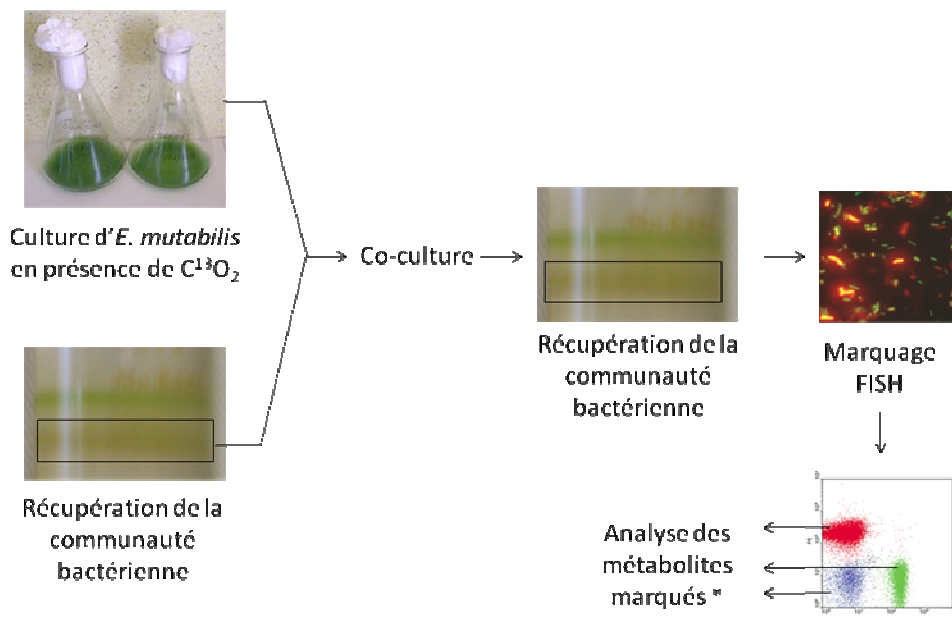 Culture d'E. mutabilis
en présence de C¹³O₂
Co-culture
Récupération de la
communauté
bactérienne
Récupération de la
communauté
bactérienne
Marquage
FISH
Analyse des
métabolites
marqués *